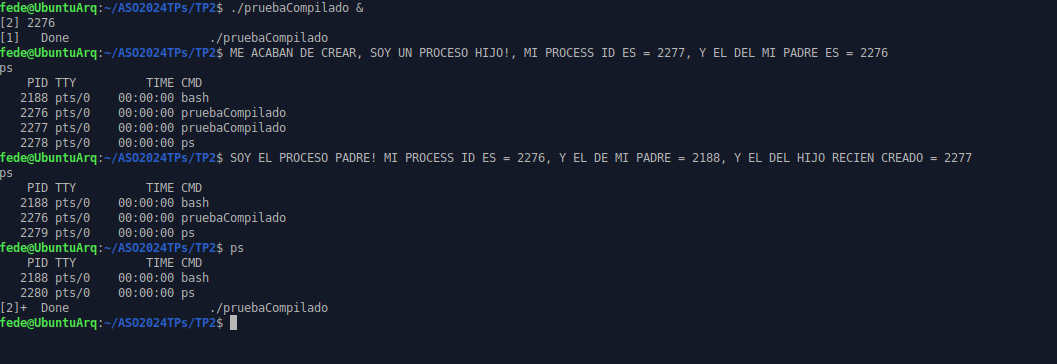 fede@UbuntuArq:~/ASO2024TPs/TP2$ ./pruebaCompilado &
[2] 2276
[1]   Done                    ./pruebaCompilado
fede@UbuntuArq:~/ASO2024TPs/TP2$ ME ACABAN DE CREAR, SOY UN PROCESO HIJO!, MI PROCESS ID ES = 2277, Y EL DEL MI PADRE ES = 2276
ps
    PID TTY          TIME CMD
   2188 pts/0    00:00:00 bash
   2276 pts/0    00:00:00 pruebaCompilado
   2277 pts/0    00:00:00 pruebaCompilado
   2278 pts/0    00:00:00 ps
fede@UbuntuArq:~/ASO2024TPs/TP2$ SOY EL PROCESO PADRE! MI PROCESS ID ES = 2276, Y EL DE MI PADRE = 2188, Y EL DEL HIJO RECIEN CREADO = 2277
ps
    PID TTY          TIME CMD
   2188 pts/0    00:00:00 bash
   2276 pts/0    00:00:00 pruebaCompilado
   2279 pts/0    00:00:00 ps
fede@UbuntuArq:~/ASO2024TPs/TP2$ ps
    PID TTY          TIME CMD
   2188 pts/0    00:00:00 bash
   2280 pts/0    00:00:00 ps
[2]+  Done                    ./pruebaCompilado
fede@UbuntuArq:~/ASO2024TPs/TP2$